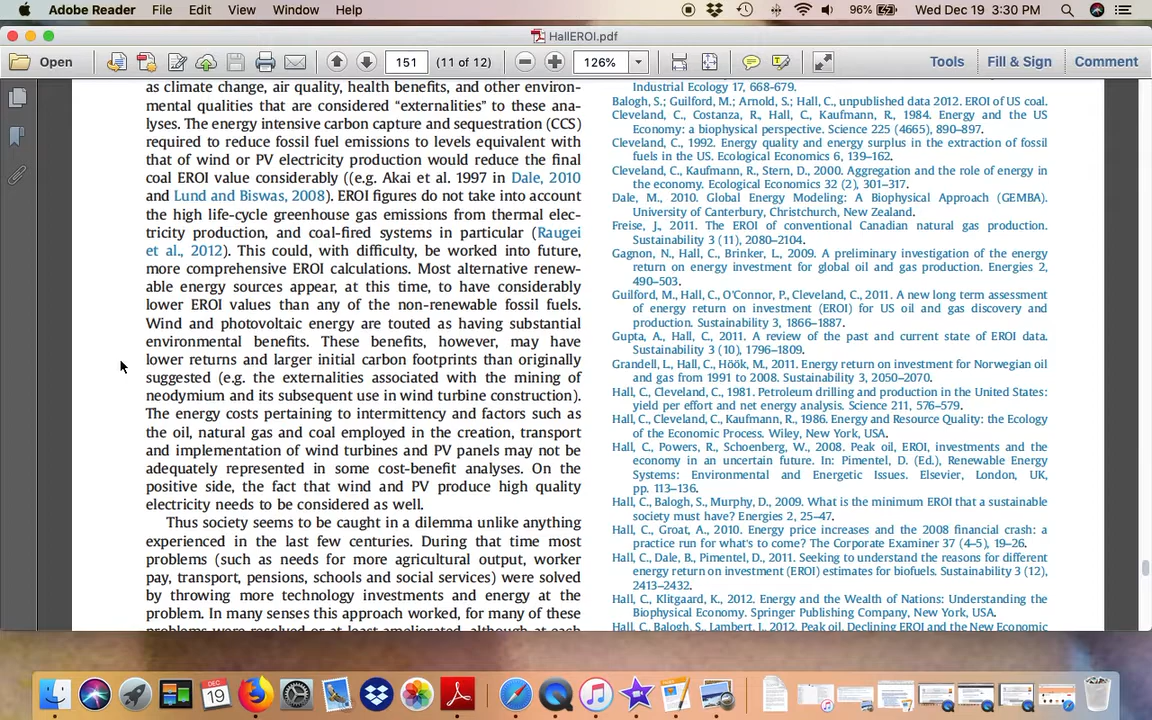 Adobe Reader File Edit View Window Help 96% Wed Dec 19 3:30 PM
HallEROI.pdf
Open 151 (11 of 12) 126% Tools Fill & Sign Comment
as climate change, air quality, health benefits, and other environ-
mental qualities that are considered “externalities” to these ana-
lyses. The energy intensive carbon capture and sequestration (CCS)
required to reduce fossil fuel emissions to levels equivalent with
that of wind or PV electricity production would reduce the final
coal EROI value considerably ((e.g. Akai et al. 1997 in Dale, 2010
and Lund and Biswas, 2008). EROI figures do not take into account
the high life-cycle greenhouse gas emissions from thermal elec-
tricity production, and coal-fired systems in particular (Raugei
et al., 2012). This could, with difficulty, be worked into future,
more comprehensive EROI calculations. Most alternative renew-
able energy sources appear, at this time, to have considerably
lower EROI values than any of the non-renewable fossil fuels.
Wind and photovoltaic energy are touted as having substantial
environmental benefits. These benefits, however, may have
lower returns and larger initial carbon footprints than originally
suggested (e.g. the externalities associated with the mining of
neodymium and its subsequent use in wind turbine construction).
The energy costs pertaining to intermittency and factors such as
the oil, natural gas and coal employed in the creation, transport
and implementation of wind turbines and PV panels may not be
adequately represented in some cost-benefit analyses. On the
positive side, the fact that wind and PV produce high quality
electricity needs to be considered as well.
Thus society seems to be caught in a dilemma unlike anything
experienced in the last few centuries. During that time most
problems (such as needs for more agricultural output, worker
pay, transport, pensions, schools and social services) were solved
by throwing more technology investments and energy at the
problem. In many senses this approach worked, for many of these
problems were resolved or at least ameliorated, although at each
Industrial Ecology 17, 668-679.
Balogh, S.; Guilford, M.; Arnold, S.; Hall, C., unpublished data 2012. EROI of US coal.
Cleveland, C., Costanza, R., Hall, C., Kaufmann, R., 1984. Energy and the US
Economy: a biophysical perspective. Science 225 (4665), 890–897.
Cleveland, C., 1992. Energy quality and energy surplus in the extraction of fossil
fuels in the US. Ecological Economics 6, 139–162.
Cleveland, C., Kaufmann, R., Stern, D., 2000. Aggregation and the role of energy in
the economy. Ecological Economics 32 (2), 301–317.
Dale, M., 2010. Global Energy Modeling: A Biophysical Approach (GEMBA).
University of Canterbury, Christchurch, New Zealand.
Freise, J., 2011. The EROI of conventional Canadian natural gas production.
Sustainability 3 (11), 2080–2104.
Gagnon, N., Hall, C., Brinker, L., 2009. A preliminary investigation of the energy
return on energy investment for global oil and gas production. Energies 2,
490–503.
Guilford, M., Hall, C., O'Connor, P., Cleveland, C., 2011. A new long term assessment
of energy return on investment (EROI) for US oil and gas discovery and
production. Sustainability 3, 1866–1887.
Gupta, A., Hall, C., 2011. A review of the past and current state of EROI data.
Sustainability 3 (10), 1796–1809.
Grandell, L., Hall, C., Höök, M., 2011. Energy return on investment for Norwegian oil
and gas from 1991 to 2008. Sustainability 3, 2050–2070.
Hall, C., Cleveland, C., 1981. Petroleum drilling and production in the United States:
yield per effort and net energy analysis. Science 211, 576–579.
Hall, C., Cleveland, C., Kaufmann, R., 1986. Energy and Resource Quality: the Ecology
of the Economic Process. Wiley, New York, USA.
Hall, C., Powers, R., Schoenberg, W., 2008. Peak oil, EROI, investments and the
economy in an uncertain future. In: Pimentel, D. (Ed.), Renewable Energy
Systems: Environmental and Energetic Issues. Elsevier, London, UK,
pp. 113–136.
Hall, C., Balogh, S., Murphy, D., 2009. What is the minimum EROI that a sustainable
society must have? Energies 2, 25–47.
Hall, C., Groat, A., 2010. Energy price increases and the 2008 financial crash: a
practice run for what's to come? The Corporate Examiner 37 (4–5), 19–26.
Hall, C., Dale, B., Pimentel, D., 2011. Seeking to understand the reasons for different
energy return on investment (EROI) estimates for biofuels. Sustainability 3 (12),
2413–2432.
Hall, C., Klitgaard, K., 2012. Energy and the Wealth of Nations: Understanding the
Biophysical Economy. Springer Publishing Company, New York, USA.
Hall, C., Balogh, S., Lambert, J., 2012. Peak oil, Declining EROI and the New Economic
DEC
19